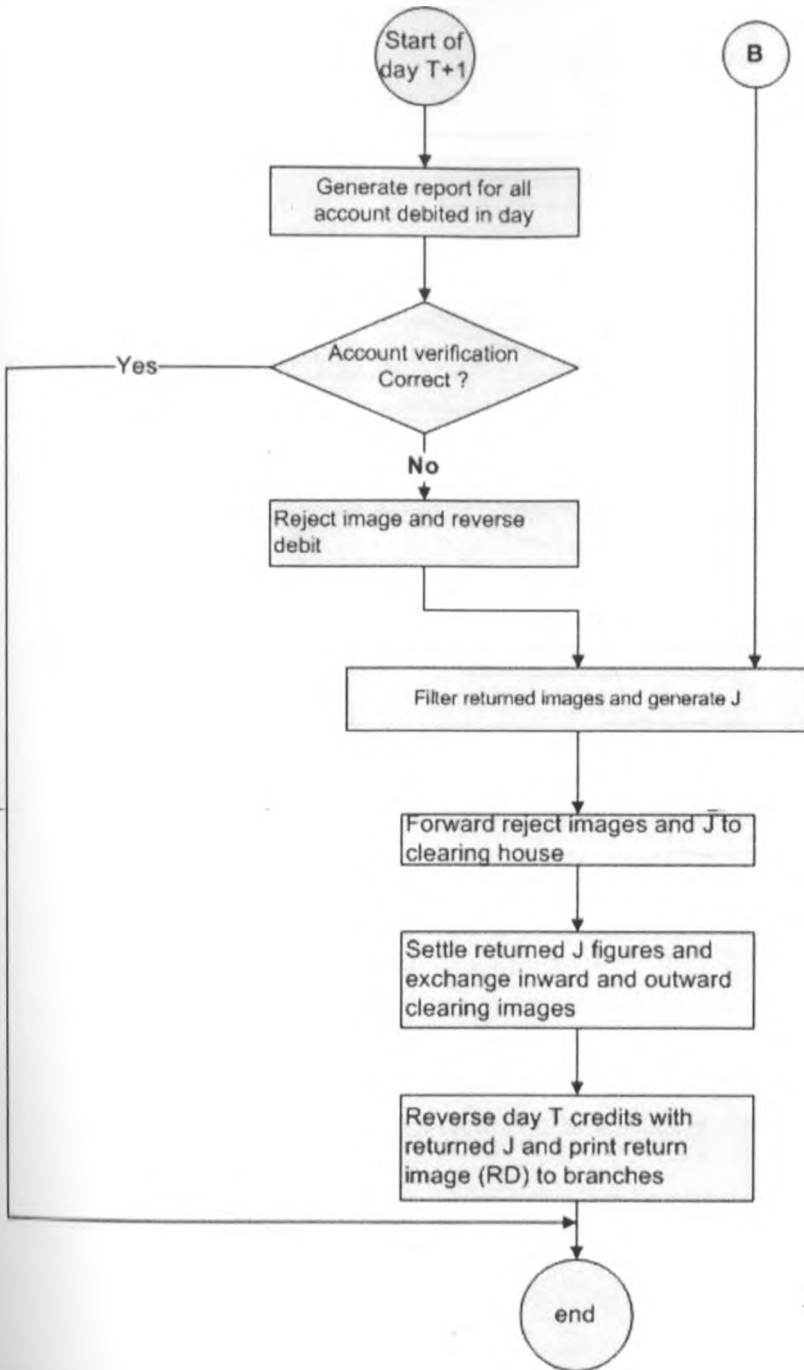 Start of
day T+1
B
Generate report for all
account debited in day
Account verification
Correct ?
Yes
No
Reject image and reverse
debit
Filter returned images and generate J
Forward reject images and J to
clearing house
Settle returned J figures and
exchange inward and outward
clearing images
Reverse day T credits with
returned J and print return
image (RD) to branches
end